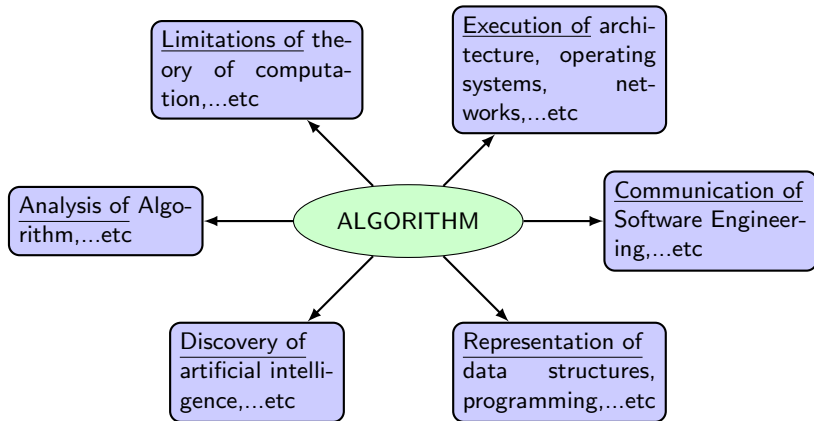 Limitations of the-
ory of computa-
tion,...etc
Execution of archi-
tecture, operating
systems, net-
works,...etc
Analysis of Algo-
rithm,...etc
ALGORITHM
Communication of
Software Engineer-
ing,...etc
Discovery of
artificial intelli-
gence,...etc
Representation of
data structures,
programming,...etc